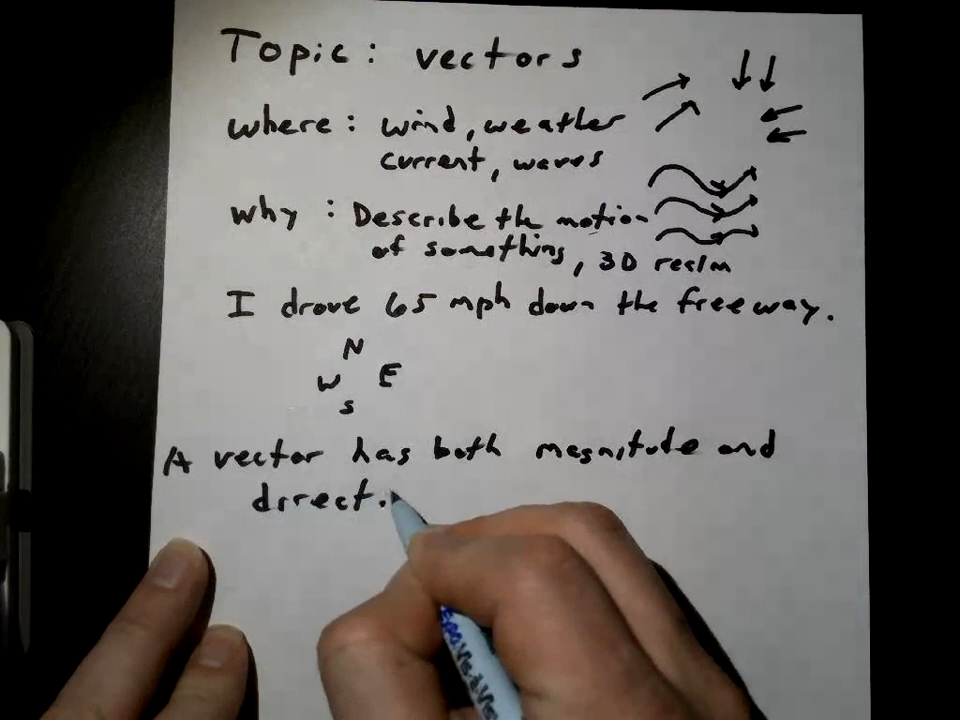 Topic: vectors
where: wind, weather
current, waves
why: Describe the motion
of something, 3D realm
I drove 65 mph down the freeway.
N
W E
S
A vector has both magnitude and
direct.